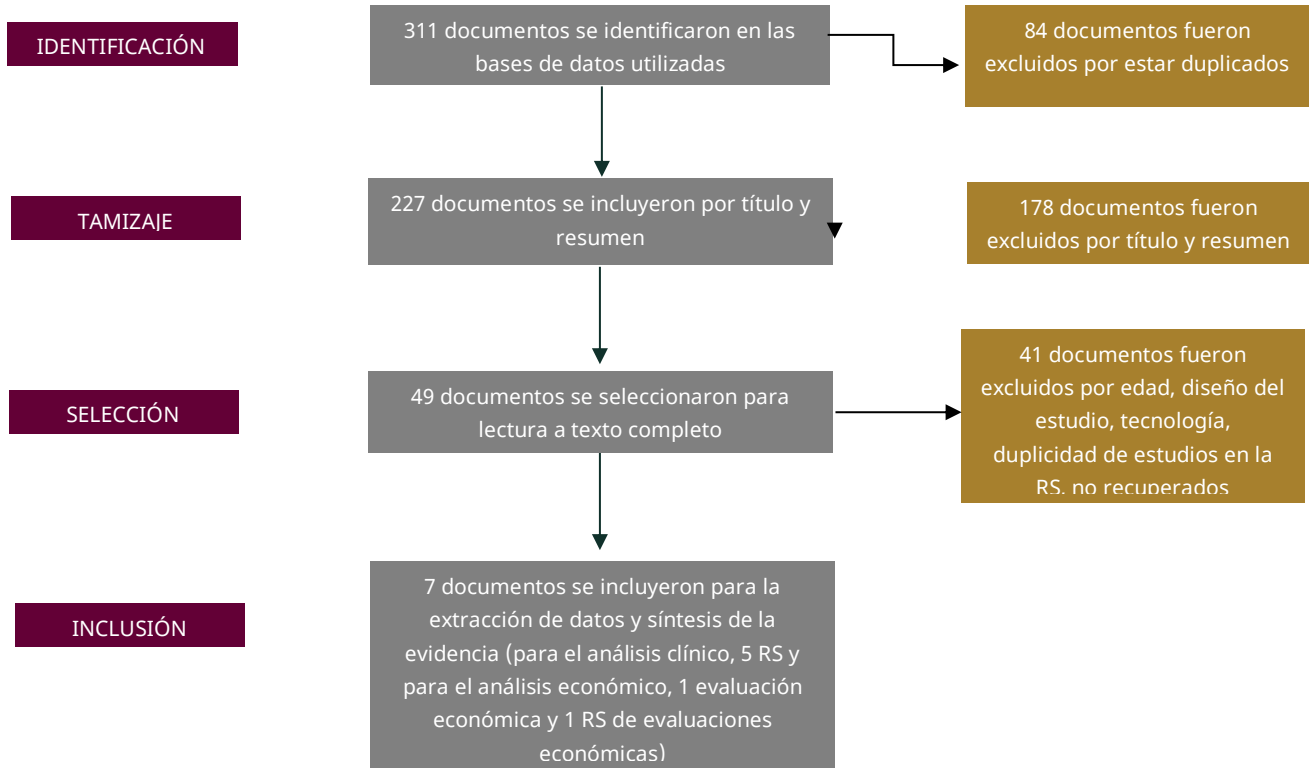 IDENTIFICACIÓN
311 documentos se identificaron en las
bases de datos utilizadas
84 documentos fueron
excluidos por estar duplicados
TAMIZAJE
227 documentos se incluyeron por título y
resumen
178 documentos fueron
excluidos por título y resumen
SELECCIÓN
49 documentos se seleccionaron para
lectura a texto completo
41 documentos fueron
excluidos por edad, diseño del
estudio, tecnología,
duplicidad de estudios en la
RS, no recuperados
INCLUSIÓN
7 documentos se incluyeron para la
extracción de datos y síntesis de la
evidencia (para el análisis clínico, 5 RS y
para el análisis económico, 1 evaluación
económica y 1 RS de evaluaciones
económicas)